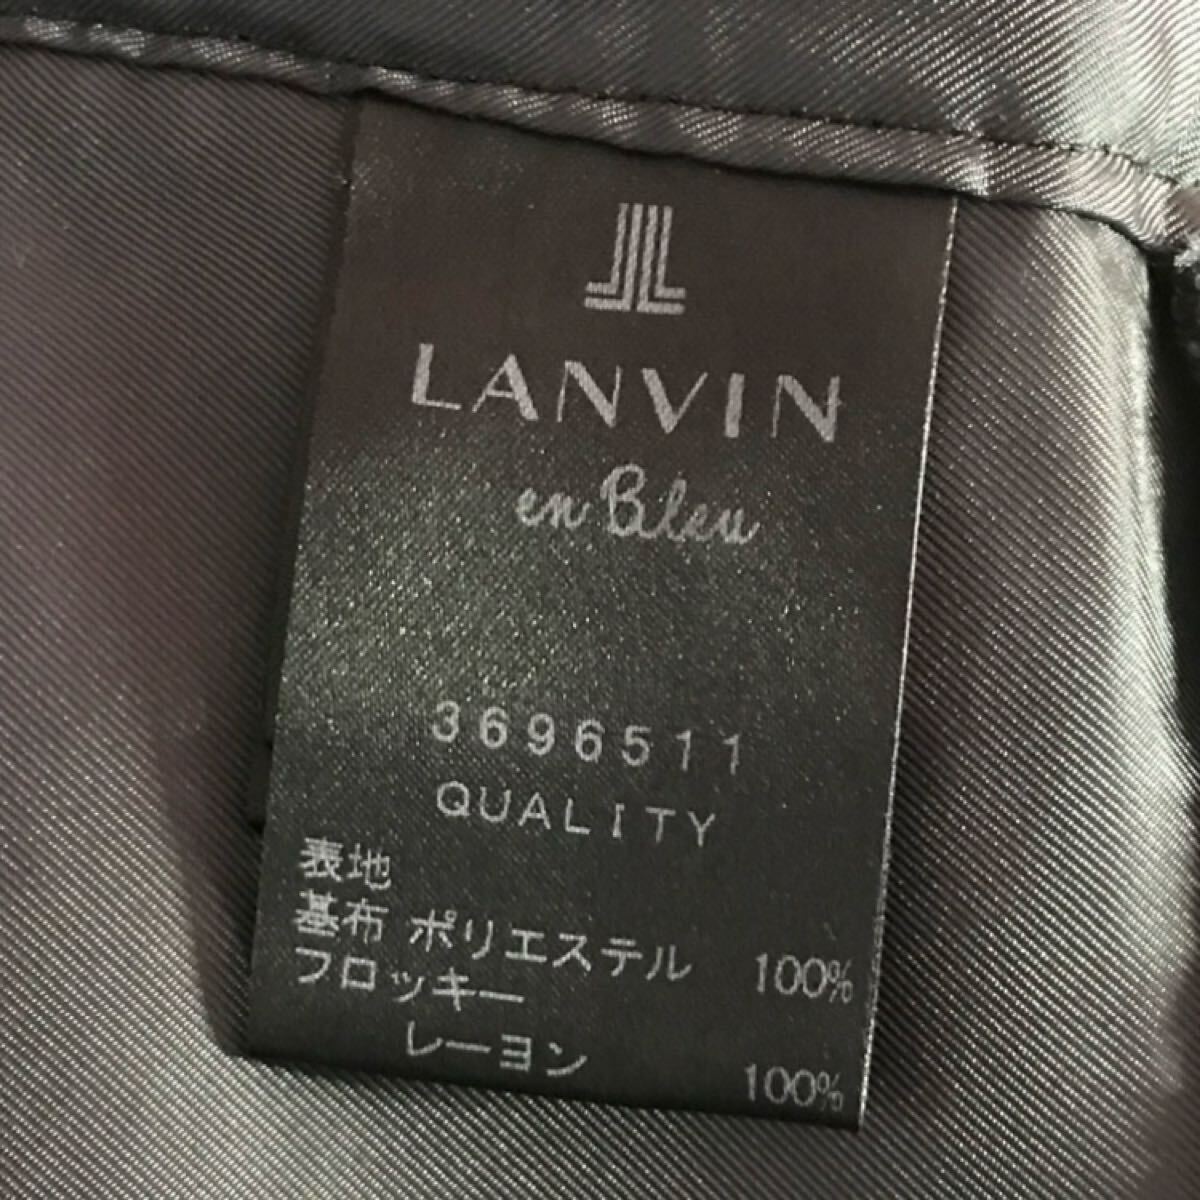 LANVIN
en Bleu
3696511
QUALITY
表地
基布 ポリエステル 100%
フロッキー
レーヨン 100%